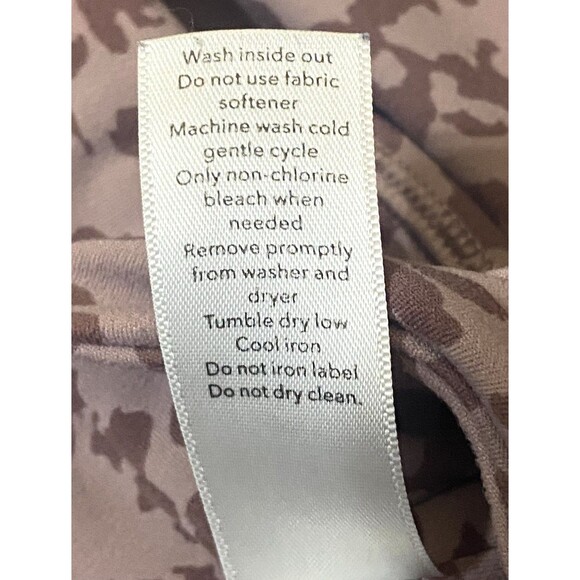 Wash inside out
Do not use fabric
softener
Machine wash cold
gentle cycle
Only non-chlorine
bleach when
needed
Remove promptly
from washer and
dryer
Tumble dry low
Cool iron
Do not iron label
Do not dry clean.